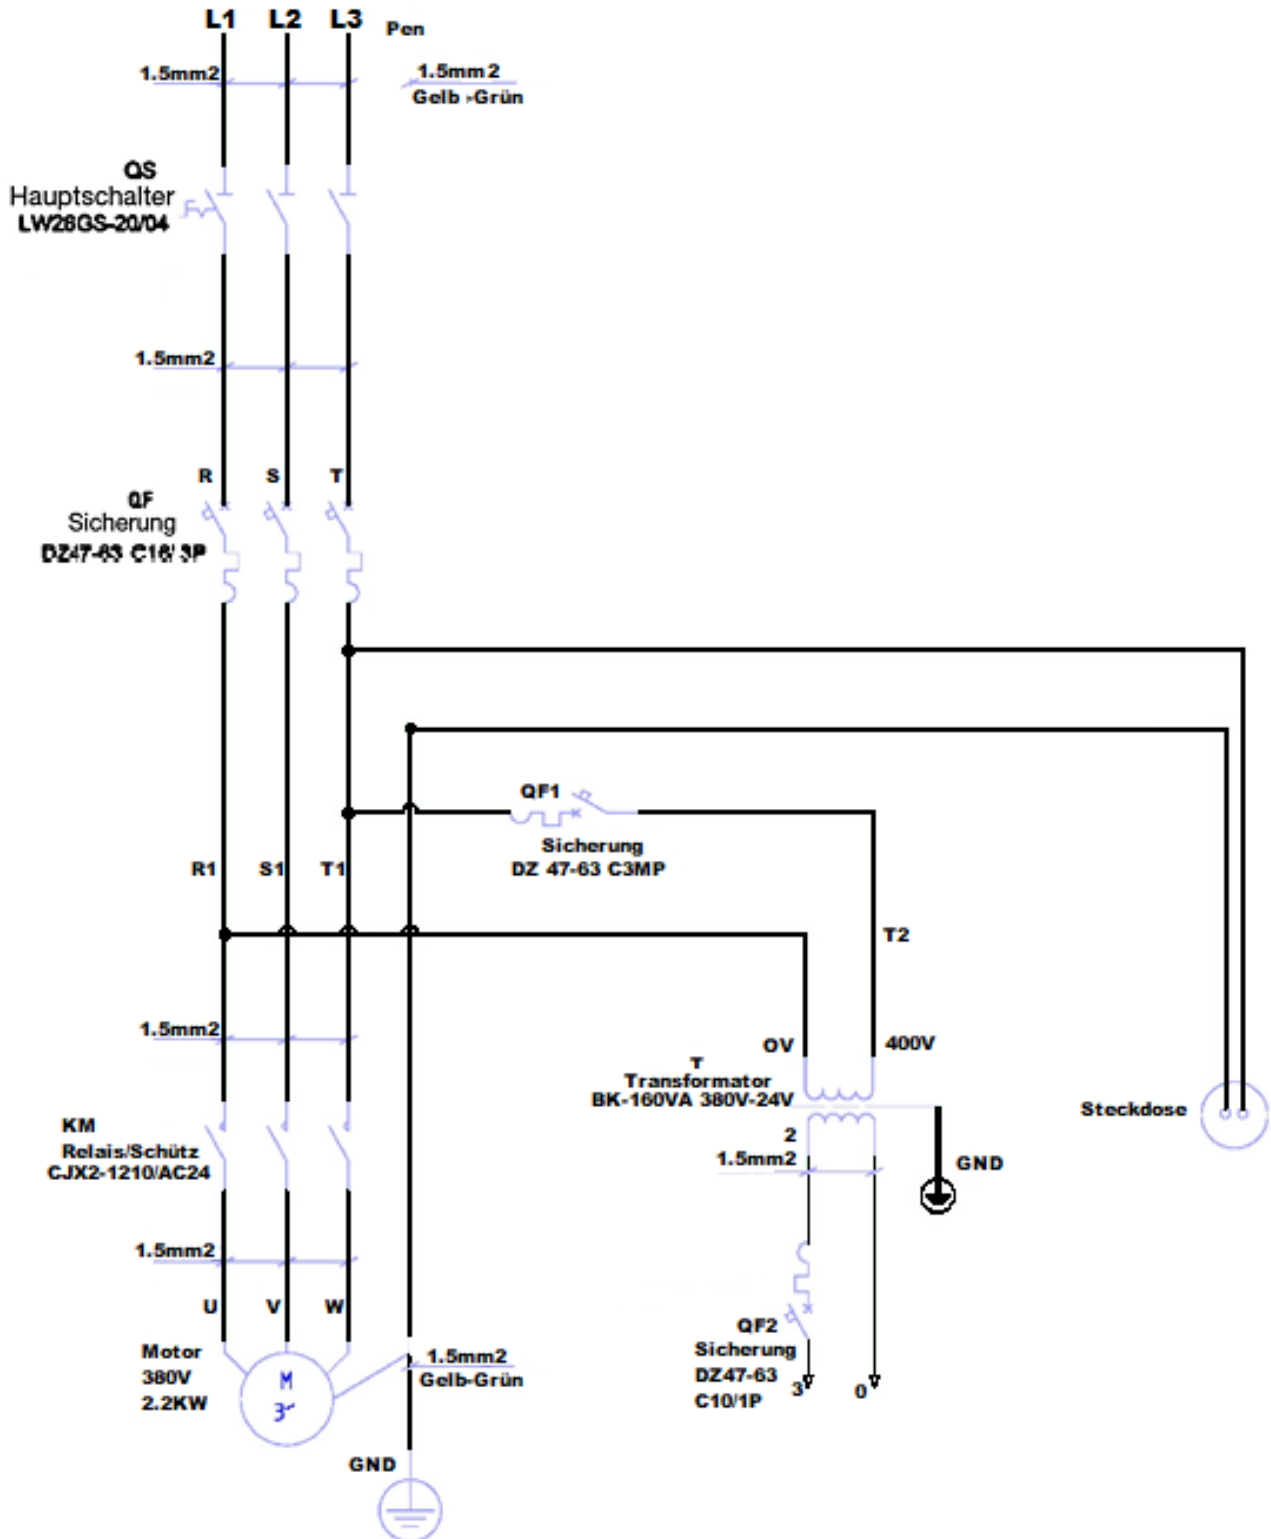 L1 L2 L3 Pen
1.5mm2
1.5mm2
Gelb-Grün
QS
Hauptschalter
LW26GS-20/04
1.5mm2
R S T
QF
Sicherung
DZ47-63 C16/ 3P
QF1
Sicherung
DZ 47-63 C3MP
R1 S1 T1
T2
1.5mm2
OV 400V
T
Transformator
BK-160VA 380V-24V
Steckdose
KM
Relais/Schütz
CJX2-1210/AC24
2
1.5mm2
GND
1.5mm2
U V W
QF2
Sicherung
DZ47-63
C10/1P
3 0
Motor
380V
2.2KW
M
3~
1.5mm2
Gelb-Grün
GND